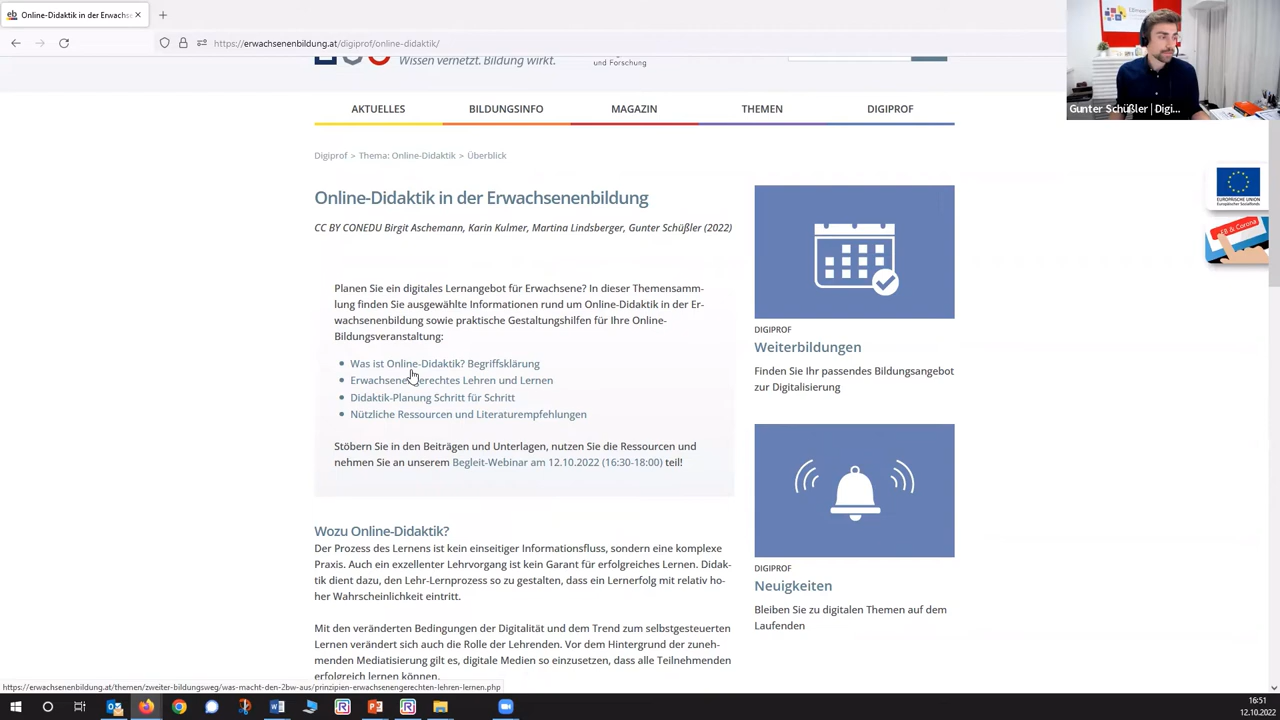 Online-Didaktik in der Erwachse
https://erwachsenenbildung.at/digiprof/online-didaktik/
Gunter Schüßler | Digi...
Wissen vernetzt. Bildung wirkt.
und Forschung
AKTUELLES
BILDUNGSINFO
MAGAZIN
THEMEN
DIGIPROF
Digiprof > Thema: Online-Didaktik > Überblick
Online-Didaktik in der Erwachsenenbildung
CC BY CONEDU Birgit Aschemann, Karin Kulmer, Martina Lindsberger, Gunter Schüßler (2022)
Planen Sie ein digitales Lernangebot für Erwachsene? In dieser Themensamm-
lung finden Sie ausgewählte Informationen rund um Online-Didaktik in der Er-
wachsenenbildung sowie praktische Gestaltungshilfen für Ihre Online-
Bildungsveranstaltung:
Was ist Online-Didaktik? Begriffsklärung
Erwachsenengerechtes Lehren und Lernen
Didaktik-Planung Schritt für Schritt
Nützliche Ressourcen und Literaturempfehlungen
Stöbern Sie in den Beiträgen und Unterlagen, nutzen Sie die Ressourcen und
nehmen Sie an unserem Begleit-Webinar am 12.10.2022 (16:30-18:00) teil!
Wozu Online-Didaktik?
Der Prozess des Lernens ist kein einseitiger Informationsfluss, sondern eine komplexe
Praxis. Auch ein exzellenter Lehrvorgang ist kein Garant für erfolgreiches Lernen. Didak-
tik dient dazu, den Lehr-Lernprozess so zu gestalten, dass ein Lernerfolg mit relativ ho-
her Wahrscheinlichkeit eintritt.
Mit den veränderten Bedingungen der Digitalität und dem Trend zum selbstgesteuerten
Lernen verändert sich auch die Rolle der Lehrenden. Vor dem Hintergrund der zuneh-
menden Mediatisierung gilt es, digitale Medien so einzusetzen, dass alle Teilnehmenden
erfolgreich lernen können.
DIGIPROF
Weiterbildungen
Finden Sie Ihr passendes Bildungsangebot
zur Digitalisierung
DIGIPROF
Neuigkeiten
Bleiben Sie zu digitalen Themen auf dem
Laufenden
EUROPÄISCHE UNION
Europäischer Sozialfonds
EB & Corona
https://erwachsenenbildung.at/themen/zweiter-bildungsweg/was-macht-den-2bw-aus/prinzipien-erwachsenengerechten-lehren-lernen.php
16:51
12.10.2022